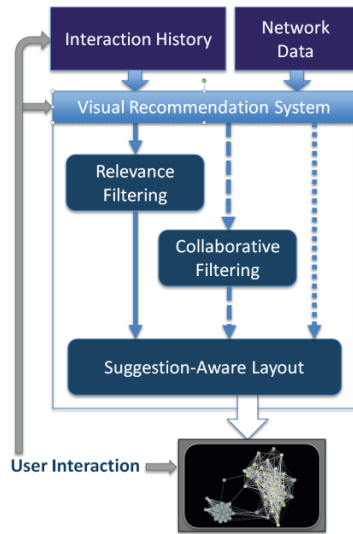 Interaction History
Network
Data
Visual Recommendation System
Relevance
Filtering
Collaborative
Filtering
Suggestion-Aware Layout
User Interaction